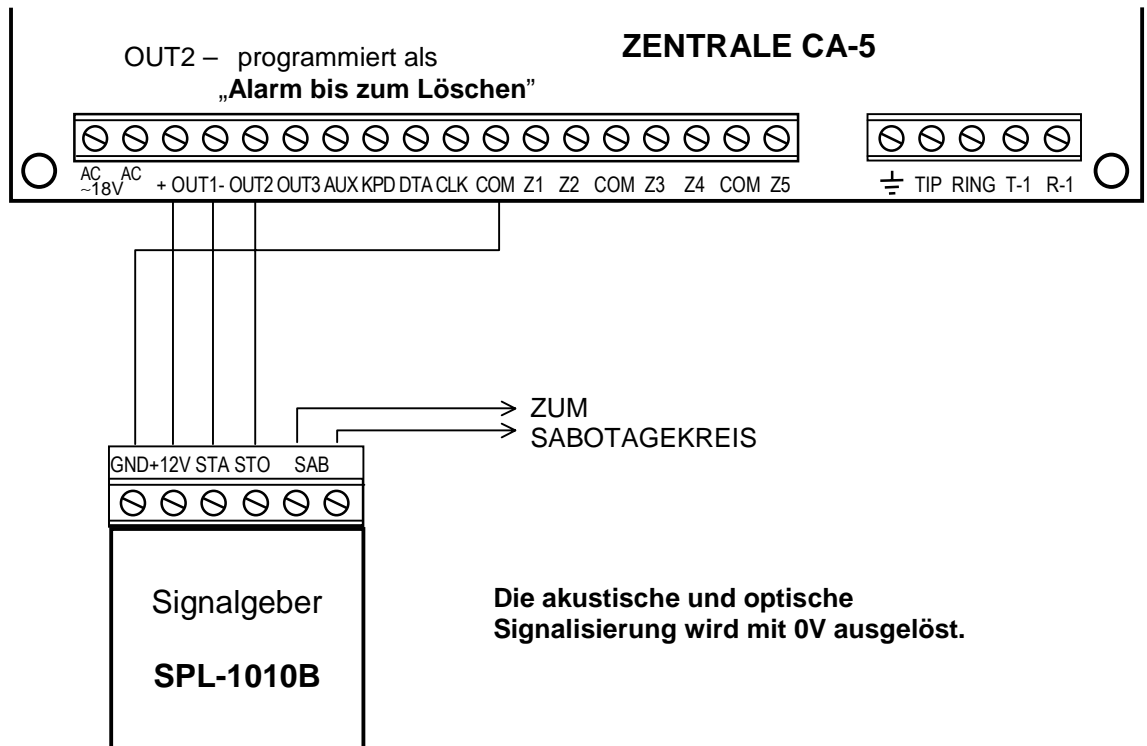 ZENTRALE CA-5
OUT2 – programmiert als
„Alarm bis zum Löschen”
AC AC
~18V + OUT1- OUT2 OUT3 AUX KPD DTA CLK COM Z1 Z2 COM Z3 Z4 COM Z5 TIP RING T-1 R-1
ZUM
SABOTAGEKREIS
GND +12V STA STO SAB
Signalgeber
SPL-1010B
Die akustische und optische
Signalisierung wird mit 0V ausgelöst.